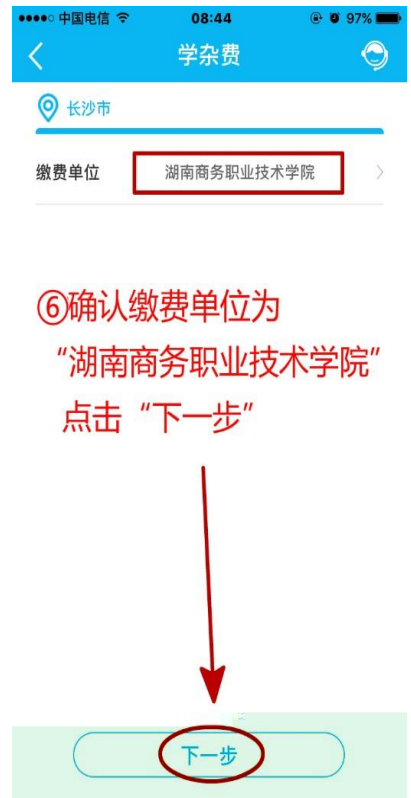 中国电信 08:44 97%
学杂费
长沙市
缴费单位 湖南商务职业技术学院
⑥确认缴费单位为
“湖南商务职业技术学院”
点击“下一步”
下一步